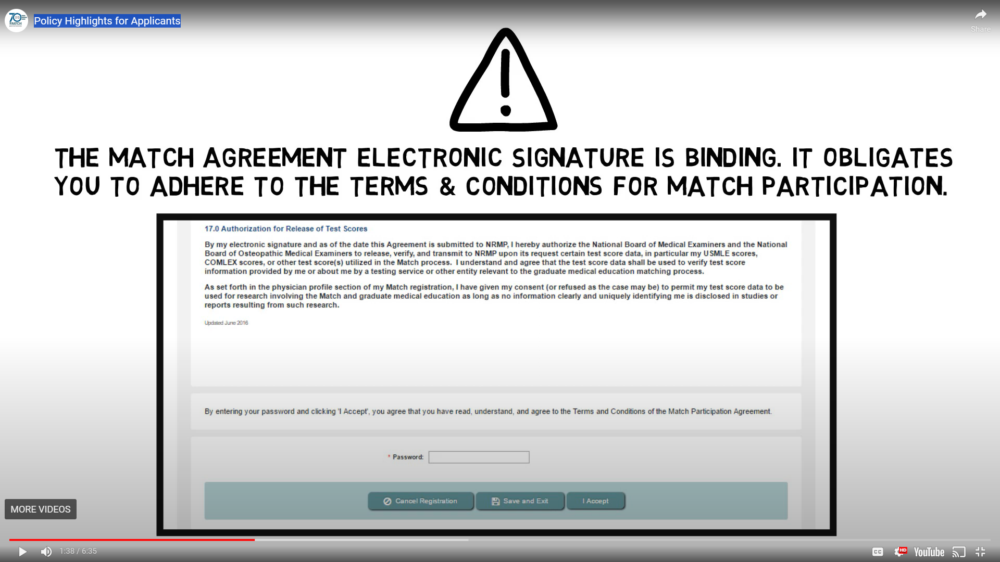 70
THE MATCH
Policy Highlights for Applicants
Share
THE MATCH AGREEMENT ELECTRONIC SIGNATURE IS BINDING. IT OBLIGATES
YOU TO ADHERE TO THE TERMS & CONDITIONS FOR MATCH PARTICIPATION.
17.0 Authorization for Release of Test Scores
By my electronic signature and as of the date this Agreement is submitted to NRMP, I hereby authorize the National Board of Medical Examiners and the National
Board of Osteopathic Medical Examiners to release, verify, and transmit to NRMP upon its request certain test score data, in particular my USMLE scores,
COMLEX scores, or other test score(s) utilized in the Match process. I understand and agree that the test score data shall be used to verify test score
information provided by me or about me by a testing service or other entity relevant to the graduate medical education matching process.
As set forth in the physician profile section of my Match registration, I have given my consent (or refused as the case may be) to permit my test score data to be
used for research involving the Match and graduate medical education as long as no information clearly and uniquely identifying me is disclosed in studies or
reports resulting from such research.
Updated June 2016
By entering your password and clicking 'I Accept', you agree that you have read, understand, and agree to the Terms and Conditions of the Match Participation Agreement.
* Password:
Cancel Registration Save and Exit I Accept
MORE VIDEOS
1:38 / 6:35
CC HD YouTube